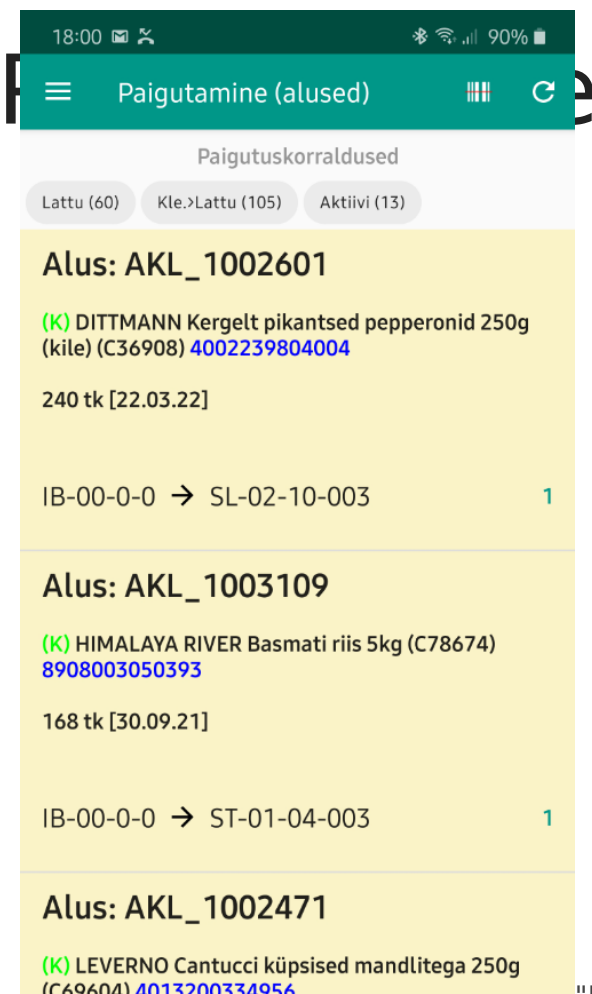 18:00 90%
Paigutamine (alused)
Paigutuskorraldused
Lattu (60) Kle.>Lattu (105) Aktiivi (13)
Alus: AKL_1002601
(K) DITTMANN Kergelt pikantsed pepperonid 250g
(kile) (C36908) 4002239804004
240 tk [22.03.22]
IB-00-0-0 → SL-02-10-003 1
Alus: AKL_1003109
(K) HIMALAYA RIVER Basmati riis 5kg (C78674)
8908003050393
168 tk [30.09.21]
IB-00-0-0 → ST-01-04-003 1
Alus: AKL_1002471
(K) LEVERNO Cantucci küpsised mandlitega 250g
(C69604) 4013200334956